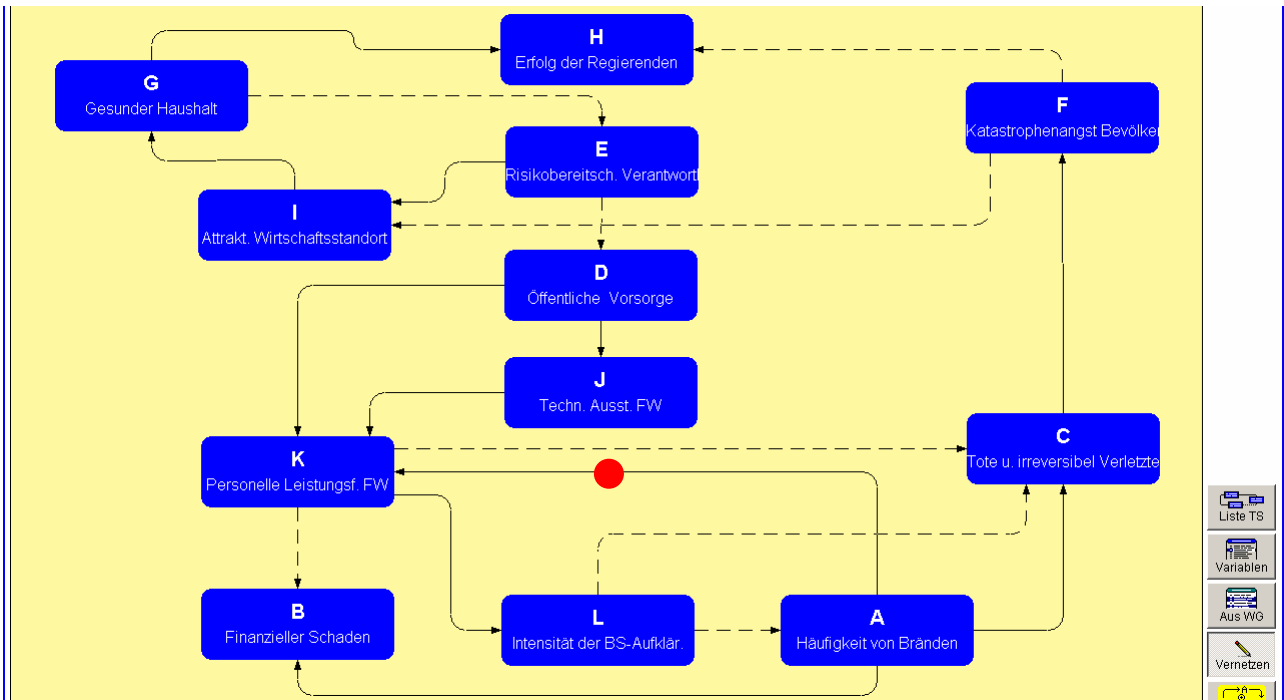 H
Erfolg der Regierenden
G
Gesunder Haushalt
F
Katastrophenangst Bevölker
E
Risikobereitsch. Verantwortl
I
Attrakt. Wirtschaftsstandort
D
Öffentliche Vorsorge
J
Techn. Ausst. FW
K
Personelle Leistungsf. FW
C
Tote u. irreversibel Verletzte
B
Finanzieller Schaden
L
Intensität der BS-Aufklär.
A
Häufigkeit von Bränden
Liste TS
Variablen
Aus WG
Vernetzen